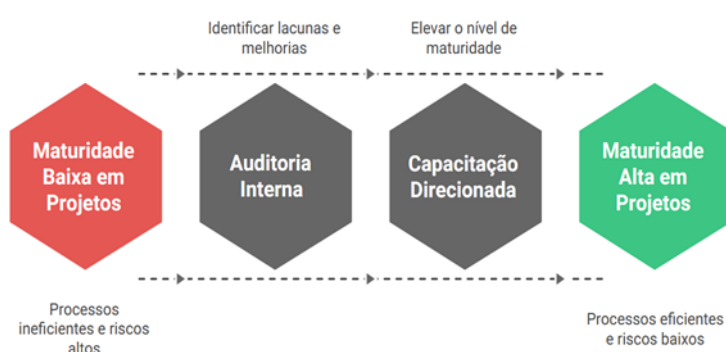 Identificar lacunas e
melhorias
Elevar o nível de
maturidade
Maturidade
Baixa em
Projetos
Auditoria
Interna
Capacitação
Direcionada
Maturidade
Alta em
Projetos
Processos
ineficientes e riscos
altos
Processos eficientes
e riscos baixos